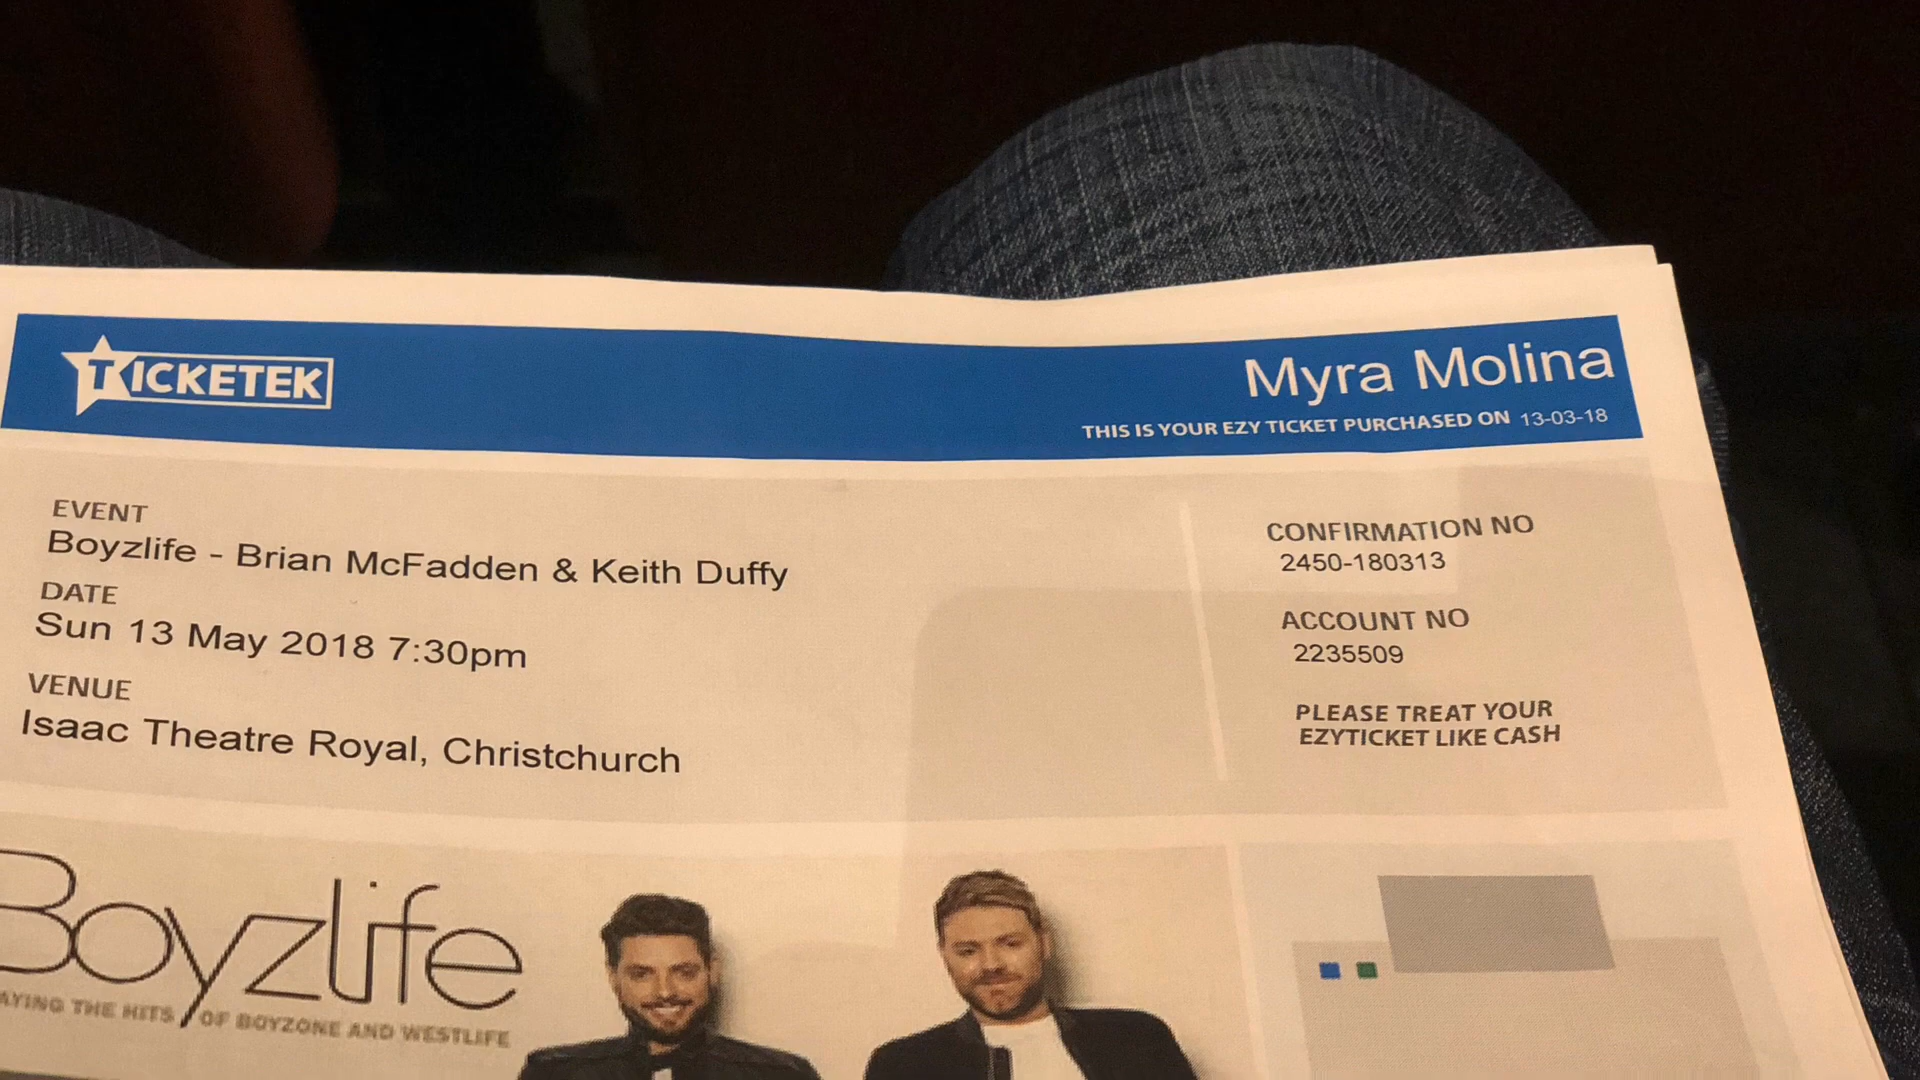 TICKETEK
Myra Molina
THIS IS YOUR EZY TICKET PURCHASED ON 13-03-18
EVENT
Boyzlife - Brian McFadden & Keith Duffy
DATE
Sun 13 May 2018 7:30pm
VENUE
Isaac Theatre Royal, Christchurch
CONFIRMATION NO
2450-180313
ACCOUNT NO
2235509
PLEASE TREAT YOUR
EZYTICKET LIKE CASH
Boyzlife
AYING THE HITS OF BOYZONE AND WESTLIFE